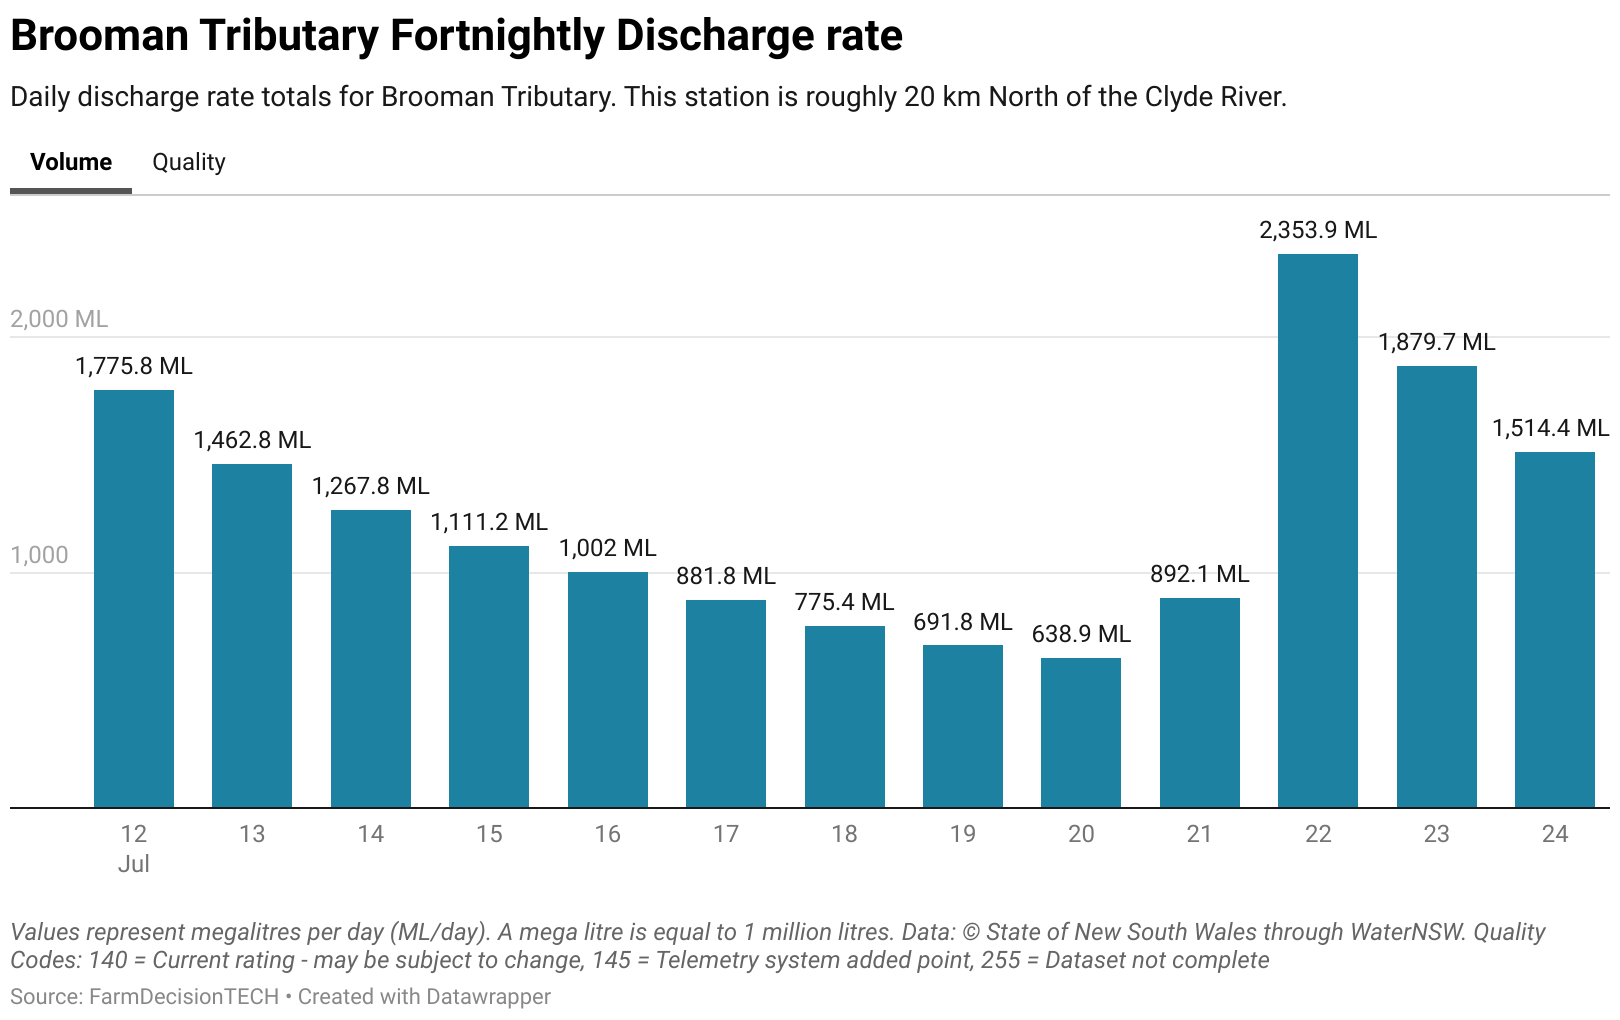 Brooman Tributary Fortnightly Discharge rate
Daily discharge rate totals for Brooman Tributary. This station is roughly 20 km North of the Clyde River.
Volume Quality
2,353.9 ML
2,000 ML
1,879.7 ML
1,775.8 ML
1,514.4 ML
1,462.8 ML
1,267.8 ML
1,111.2 ML
1,002 ML
1,000
881.8 ML
892.1 ML
775.4 ML
691.8 ML
638.9 ML
12 13 14 15 16 17 18 19 20 21 22 23 24
Jul
Values represent megalitres per day (ML/day). A mega litre is equal to 1 million litres. Data: © State of New South Wales through WaterNSW. Quality
Codes: 140 = Current rating - may be subject to change, 145 = Telemetry system added point, 255 = Dataset not complete
Source: FarmDecisionTECH • Created with Datawrapper